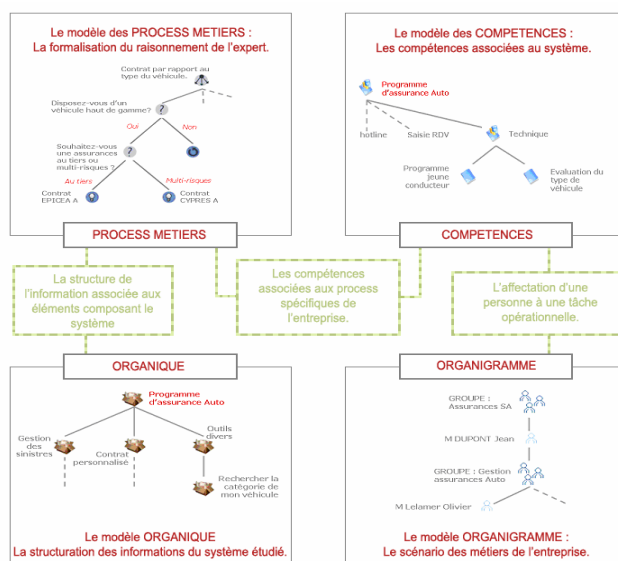 Le modèle des PROCESS METIERS :
La formalisation du raisonnement de l'expert.
Contrat par rapport au
type du véhicule.
Disposez-vous d'un
véhicule haut de gamme?
?
Oui
Non
Souhaitez-vous
une assurances
au tiers ou
multi-risques ?
?
Au tiers
Multi-risques
Contrat
EPICEA A
Contrat
CYPRES A
PROCESS METIERS
Le modèle des COMPETENCES :
Les compétences associées au système.
Programme
d'assurance Auto
hotline
Saisie RDV
Technique
Programme
jeune
conducteur
Evaluation du
type de
véhicule
COMPETENCES
La structure de
l'information associée aux
éléments composant le
système
Les compétences
associées aux process
spécifiques de
l'entreprise.
L'affectation d'une
personne à une tâche
opérationnelle.
ORGANIQUE
Programme
d'assurance Auto
Gestion
des
sinistres
Contrat
personnalisé
Outils
divers
Rechercher la
catégorie de
mon véhicule
Le modèle ORGANIQUE
La structuration des informations du système étudié.
ORGANIGRAMME
GROUPE :
Assurances SA
M DUPONT Jean
GROUPE : Gestion
assurances Auto
M Lelamer Olivier
Le modèle ORGANIGRAMME :
Le scénario des métiers de l'entreprise.